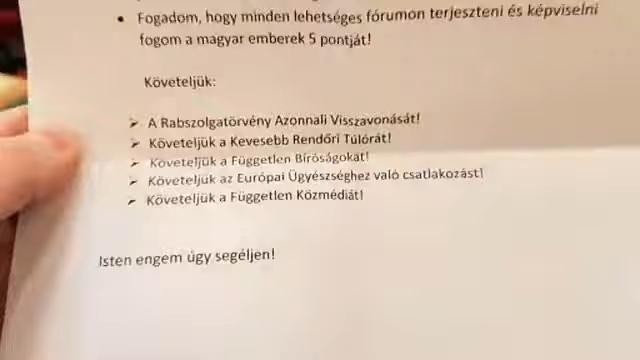 • Fogadom, hogy minden lehetséges fórumon terjeszteni és képviselni
fogom a magyar emberek 5 pontját!
Követeljük:
➢ A Rabszolgatörvény Azonnali Visszavonását!
➢ Követeljük a Kevesebb Rendőri Túlórát!
➢ Követeljük a Független Bíróságokat!
➢ Követeljük az Európai Ügyészséghez való csatlakozást!
➢ Követeljük a Független Közmédiát!
Isten engem úgy segéljen!